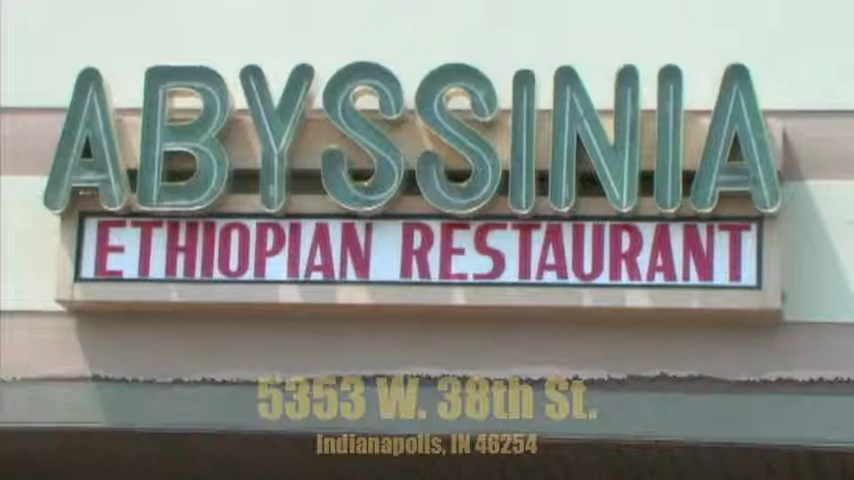 ABYSSINIA
ETHIOPIAN RESTAURANT
5353 W. 38th St.
Indianapolis, IN 46254